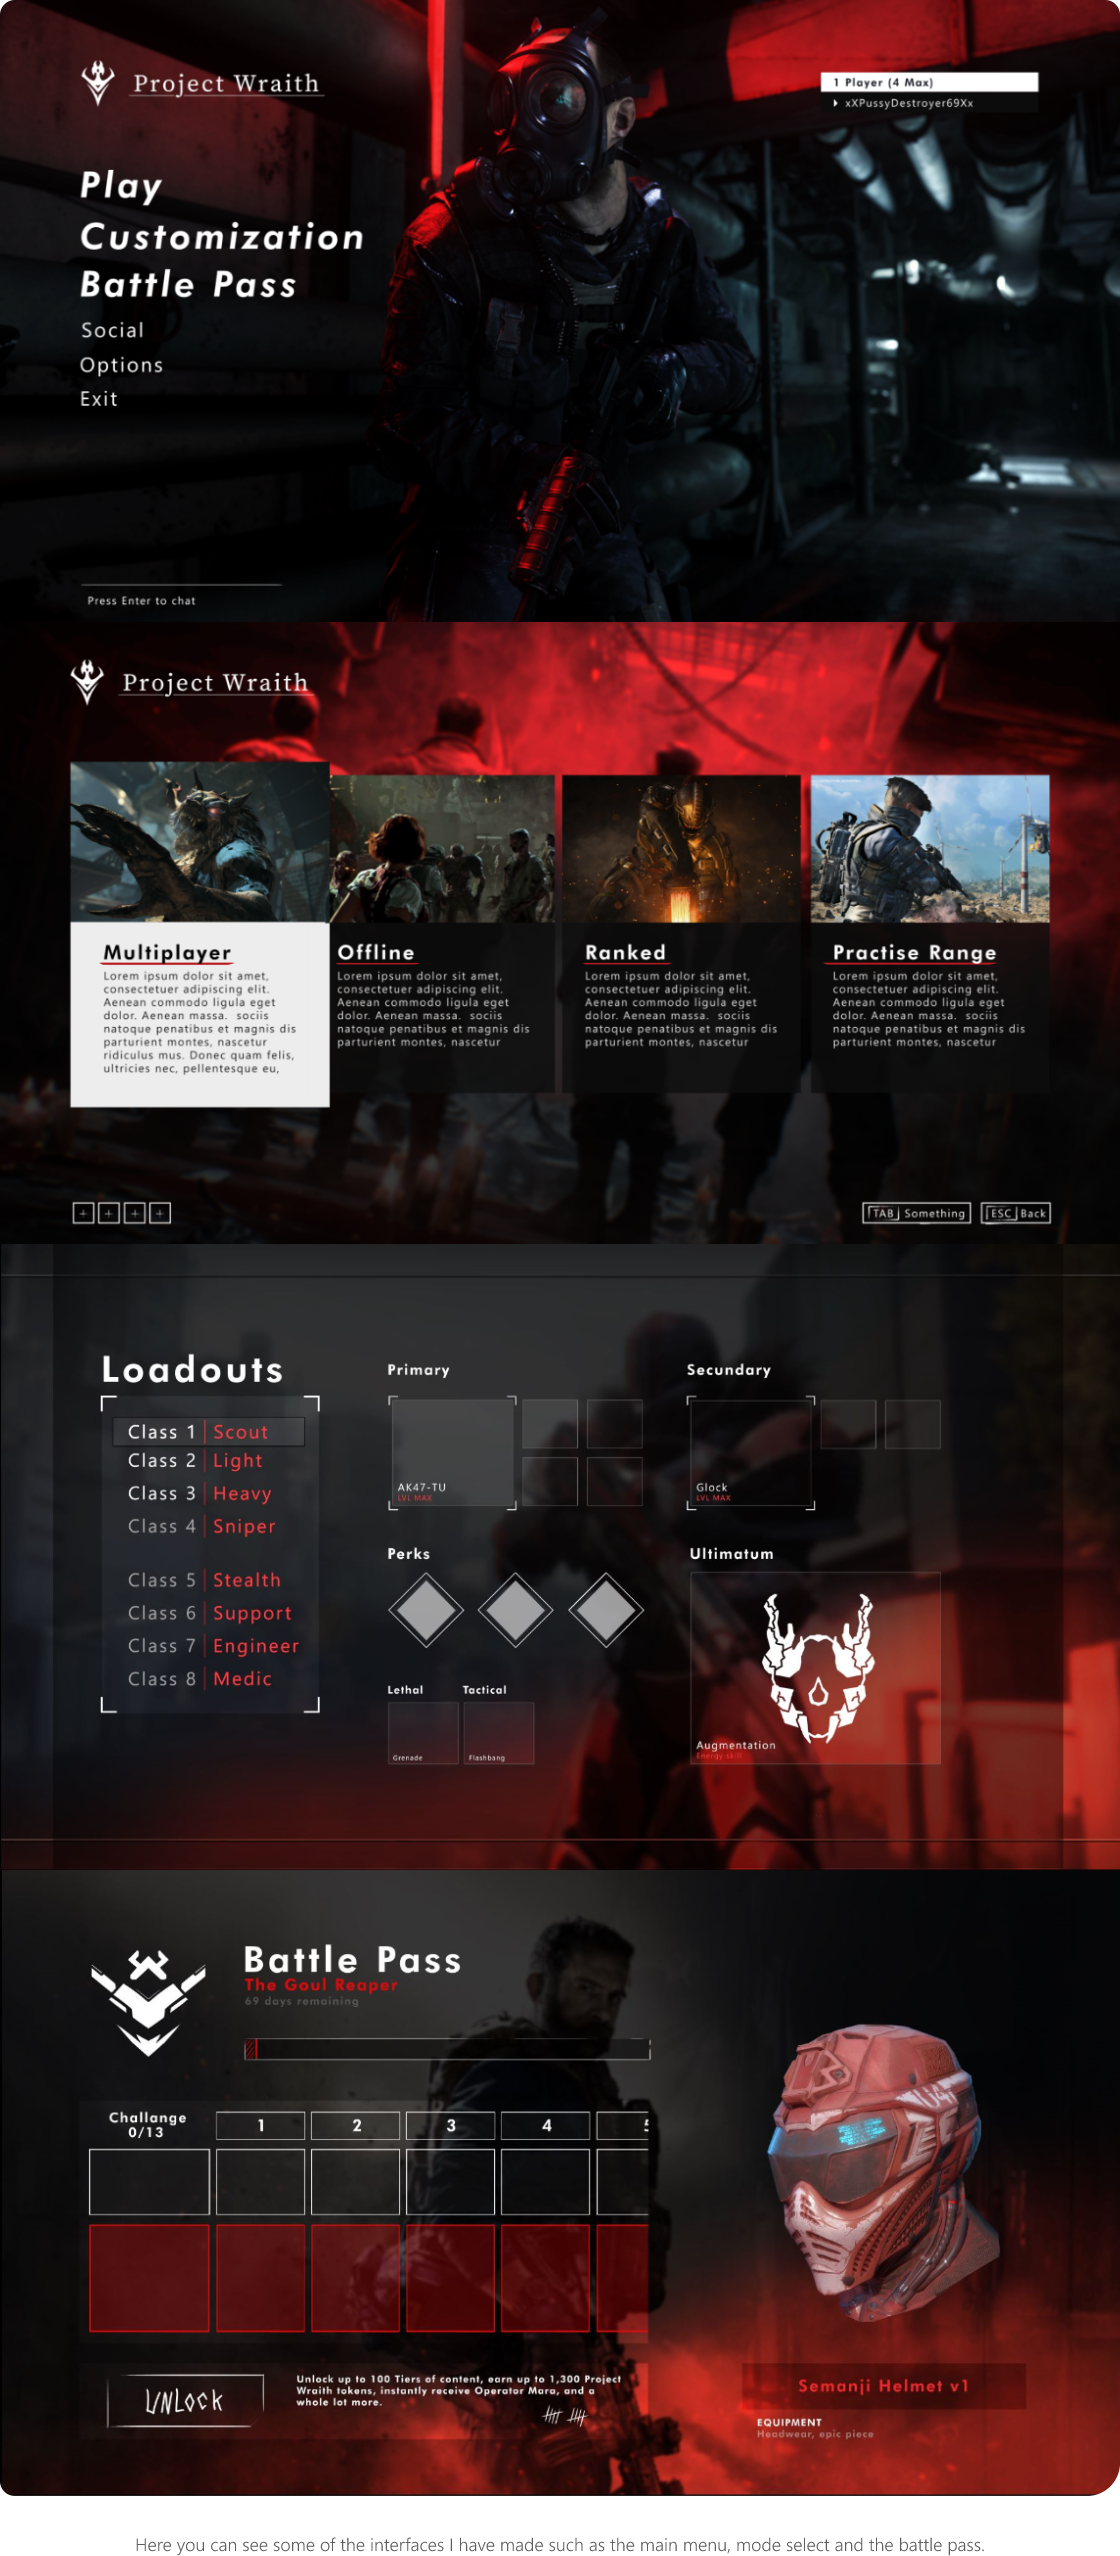 Project Wraith
1 Player (4 Max)
xXPussyDestroyer69Xx
Play
Customization
Battle Pass
Social
Options
Exit
Press Enter to chat
Project Wraith
Multiplayer
Lorem ipsum dolor sit amet,
consectetuer adipiscing elit.
Aenean commodo ligula eget
dolor. Aenean massa. sociis
natoque penatibus et magnis dis
parturient montes, nascetur
ridiculus mus. Donec quam felis,
ultricies nec, pellentesque eu,
Offline
Lorem ipsum dolor sit amet,
consectetuer adipiscing elit.
Aenean commodo ligula eget
dolor. Aenean massa. sociis
natoque penatibus et magnis dis
parturient montes, nascetur
Ranked
Lorem ipsum dolor sit amet,
consectetuer adipiscing elit.
Aenean commodo ligula eget
dolor. Aenean massa. sociis
natoque penatibus et magnis dis
parturient montes, nascetur
Practise Range
Lorem ipsum dolor sit amet,
consectetuer adipiscing elit.
Aenean commodo ligula eget
dolor. Aenean massa. sociis
natoque penatibus et magnis dis
parturient montes, nascetur
TAB Something
ESC Back
Loadouts
Class 1 Scout
Class 2 Light
Class 3 Heavy
Class 4 Sniper
Class 5 Stealth
Class 6 Support
Class 7 Engineer
Class 8 Medic
Primary
AK47-TU
LVL MAX
Secundary
Glock
LVL MAX
Perks
Ultimatum
Augmentation
Energy skill
Lethal
Tactical
Grenade
Flashbang
Battle Pass
The Goul Reaper
69 days remaining
Challange
0/13
1
2
3
4
5
UNLOCK
Unlock up to 100 Tiers of content, earn up to 1,300 Project
Wraith tokens, instantly receive Operator Mara, and a
whole lot more.
Semanji Helmet v1
EQUIPMENT
Headwear, epic piece
Here you can see some of the interfaces I have made such as the main menu, mode select and the battle pass.